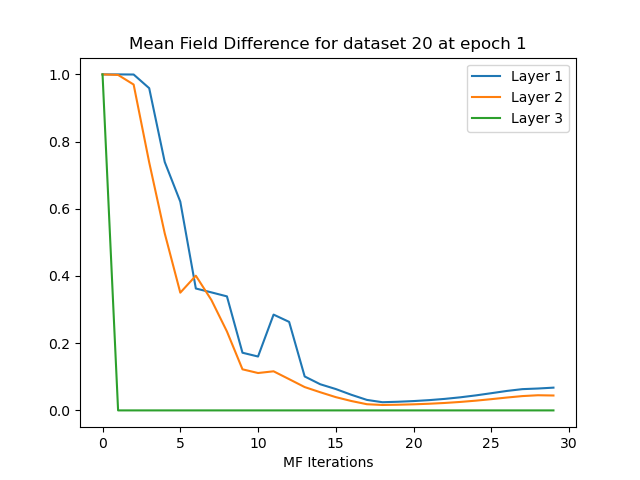 Mean Field Difference for dataset 20 at epoch 1
Layer 1
Layer 2
Layer 3
1.0
0.8
0.6
0.4
0.2
0.0
0 5 10 15 20 25 30
MF Iterations